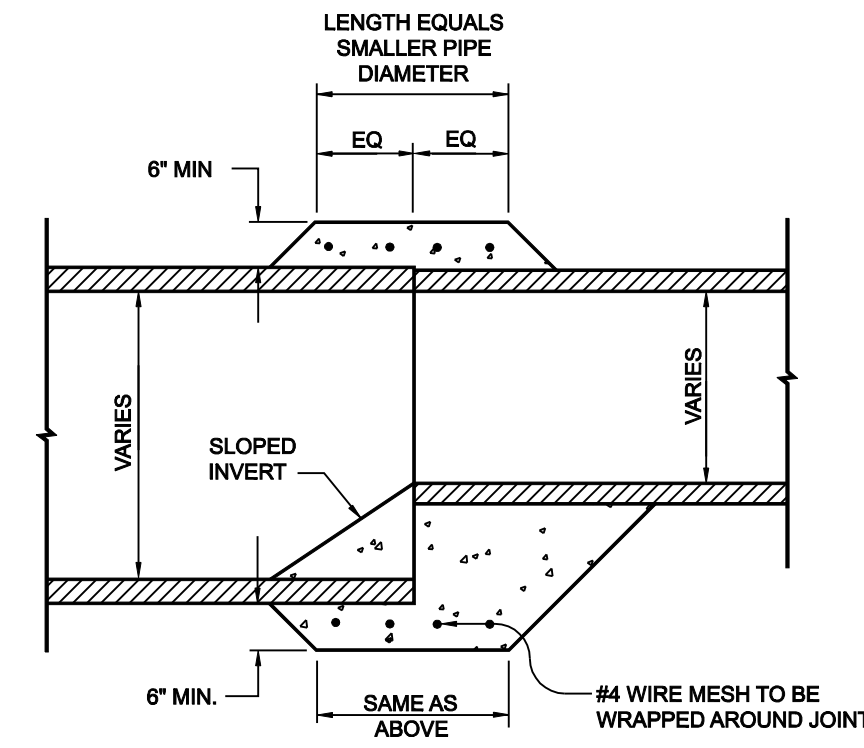 LENGTH EQUALS
SMALLER PIPE
DIAMETER
EQ
EQ
6" MIN
VARIES
VARIES
SLOPED
INVERT
6" MIN.
SAME AS
ABOVE
#4 WIRE MESH TO BE
WRAPPED AROUND JOINT